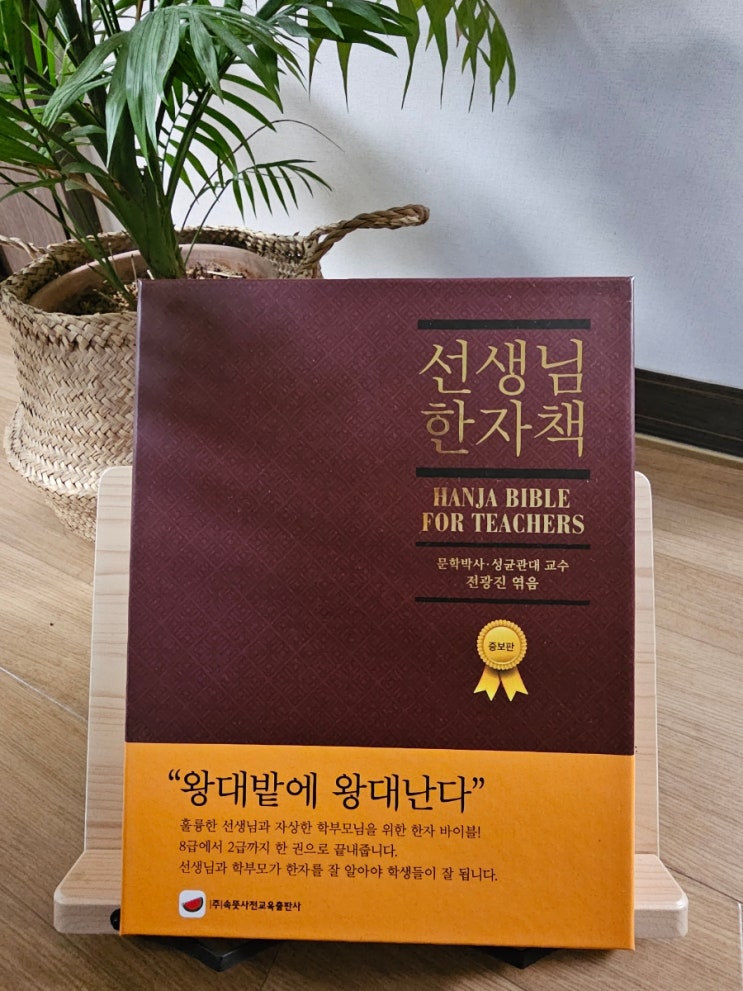 선생님
한자책
HANJA BIBLE
FOR TEACHERS
문학박사·성균관대 교수
전광진 엮음
증보판
“왕대밭에 왕대난다”
훌륭한 선생님과 자상한 학부모님을 위한 한자 바이블!
8급에서 2급까지 한 권으로 끝내줍니다.
선생님과 학부모가 한자를 잘 알아야 학생들이 잘 됩니다.
(주)속뜻사전교육출판사